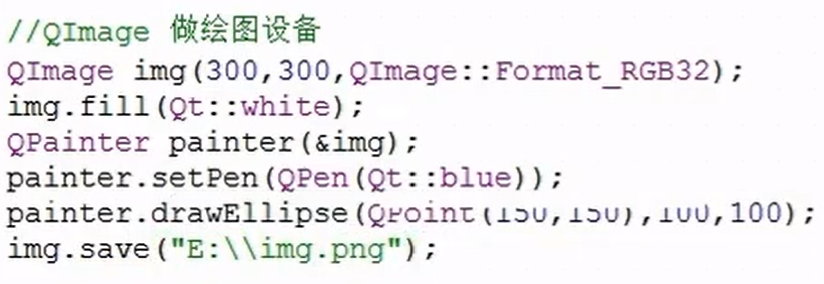 //QImage 做绘图设备
QImage img(300,300,QImage::Format_RGB32);
img.fill(Qt::white);
QPainter painter(&img);
painter.setPen(QPen(Qt::blue));
painter.drawEllipse(QPoint(150,150),100,100);
img.save("E:\\img.png");